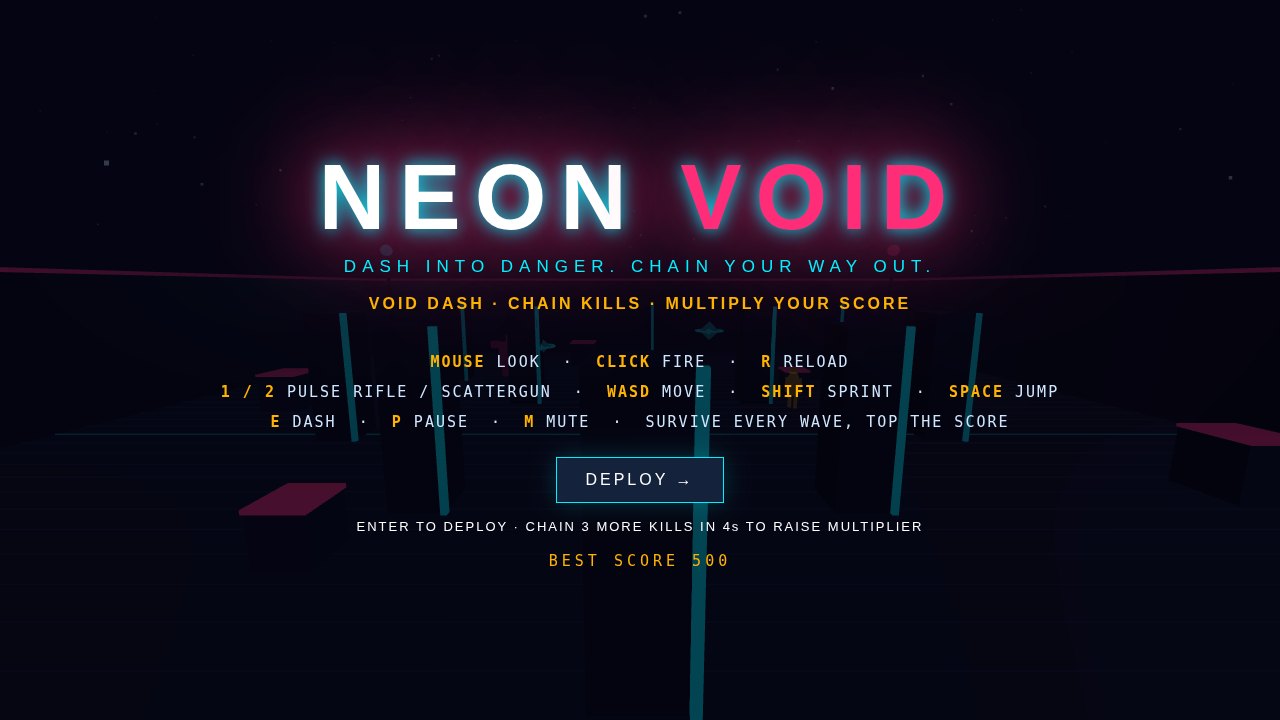 NEON VOID
DASH INTO DANGER. CHAIN YOUR WAY OUT.
VOID DASH · CHAIN KILLS · MULTIPLY YOUR SCORE
MOUSE LOOK · CLICK FIRE · R RELOAD
1 / 2 PULSE RIFLE / SCATTERGUN · WASD MOVE · SHIFT SPRINT · SPACE JUMP
E DASH · P PAUSE · M MUTE · SURVIVE EVERY WAVE, TOP THE SCORE
DEPLOY →
ENTER TO DEPLOY · CHAIN 3 MORE KILLS IN 4s TO RAISE MULTIPLIER
BEST SCORE 500